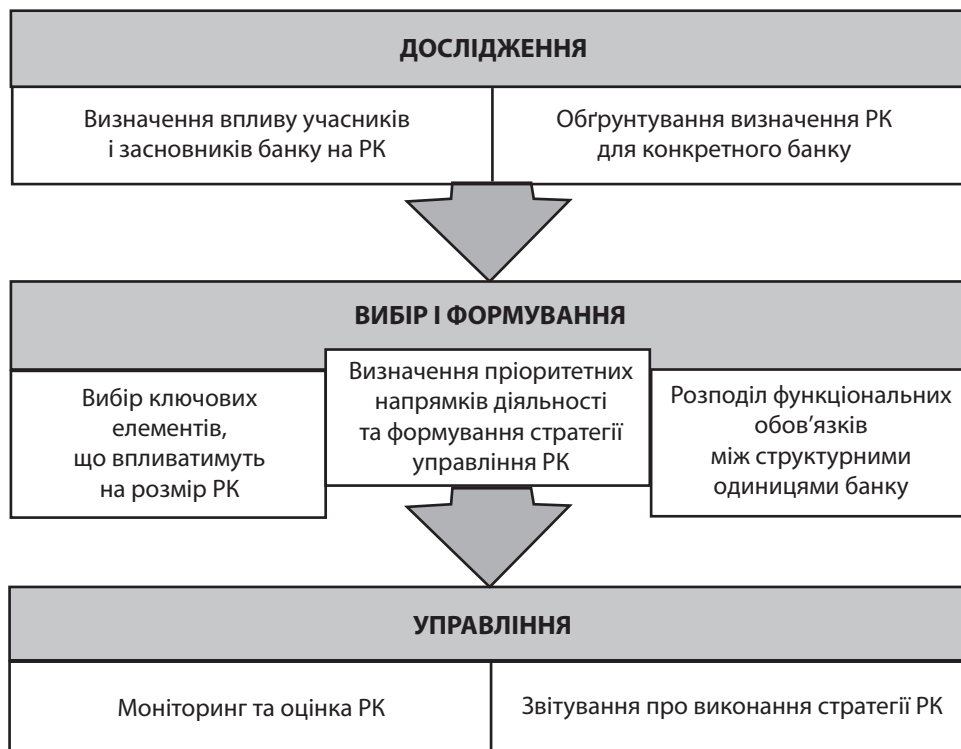 ДОСЛІДЖЕННЯ
Визначення впливу учасників
і засновників банку на РК
Обґрунтування визначення РК
для конкретного банку
ВИБІР І ФОРМУВАННЯ
Вибір ключових
елементів,
що впливатимуть
на розмір РК
Визначення пріоритетних
напрямків діяльності
та формування стратегії
управління РК
Розподіл функціональних
обов'язків
між структурними
одиницями банку
УПРАВЛІННЯ
Моніторинг та оцінка РК
Звітування про виконання стратегії РК